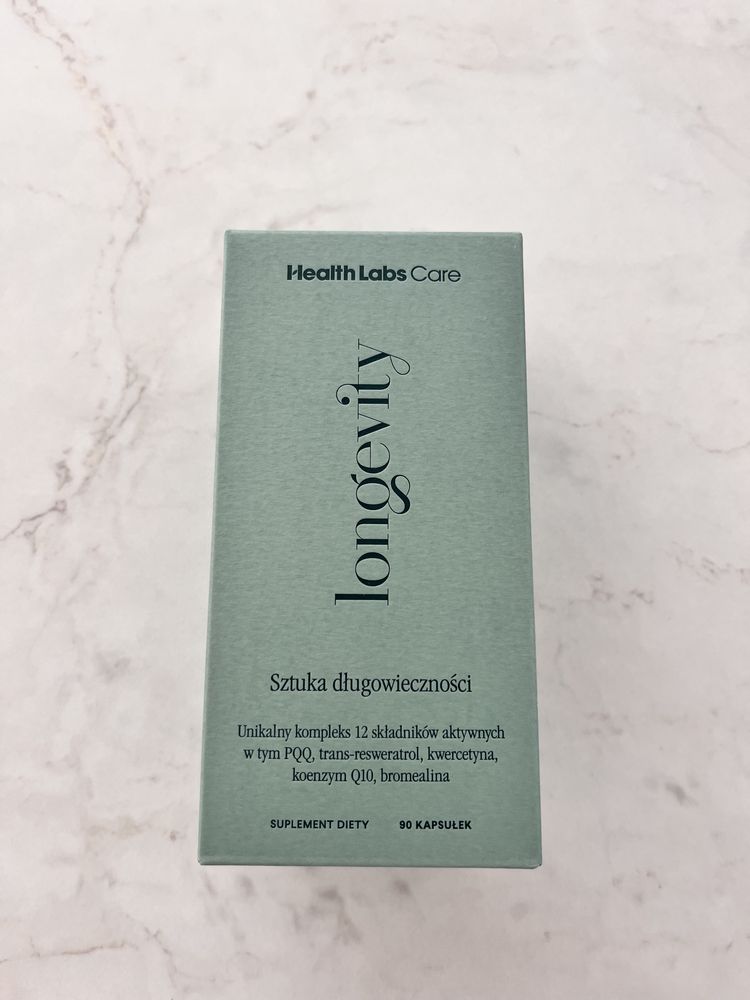 Health Labs Care
longevity
Sztuka długowieczności
Unikalny kompleks 12 składników aktywnych
w tym PQQ, trans-resweratrol, kwercetyna,
koenzym Q10, bromealina
SUPLEMENT DIETY 90 KAPSUŁEK